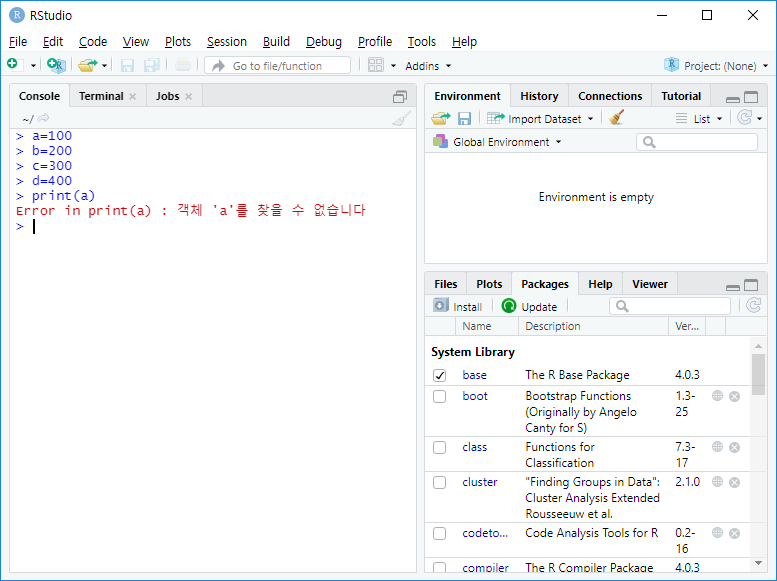 RStudio
File Edit Code View Plots Session Build Debug Profile Tools Help
Go to file/function Addins Project: (None)
Console Terminal Jobs
~/
> a=100
> b=200
> c=300
> d=400
> print(a)
Error in print(a) : 객체 'a'를 찾을 수 없습니다
>
Environment History Connections Tutorial
Import Dataset List
Global Environment
Environment is empty
Files Plots Packages Help Viewer
Install Update
Name Description Ver...
System Library
base The R Base Package 4.0.3
boot Bootstrap Functions 1.3-
(Originally by Angelo 25
Canty for S)
class Functions for 7.3-
Classification 17
cluster "Finding Groups in Data": 2.1.0
Cluster Analysis Extended
Rousseeuw et al.
codeto... Code Analysis Tools for R 0.2-
16
compiler The R Compiler Package 4.0.3